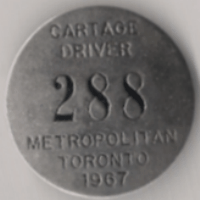 CARTAGE
DRIVER
288
METROPOLITAN
TORONTO
1967